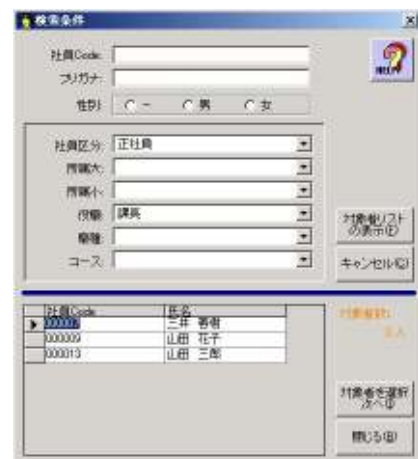 検索条件
社員Code:
フリガナ:
性別: - 男 女
社員区分: 正社員
所属大:
所属小:
役職: 課長
職種:
コース:
HELP
対象者リスト
の表示(F)
キャンセル(C)
社員Code 氏名
三井
000009 山田 花子
000013 山田 三郎
対象者数:
人
対象者を選択
次へ
閉じる